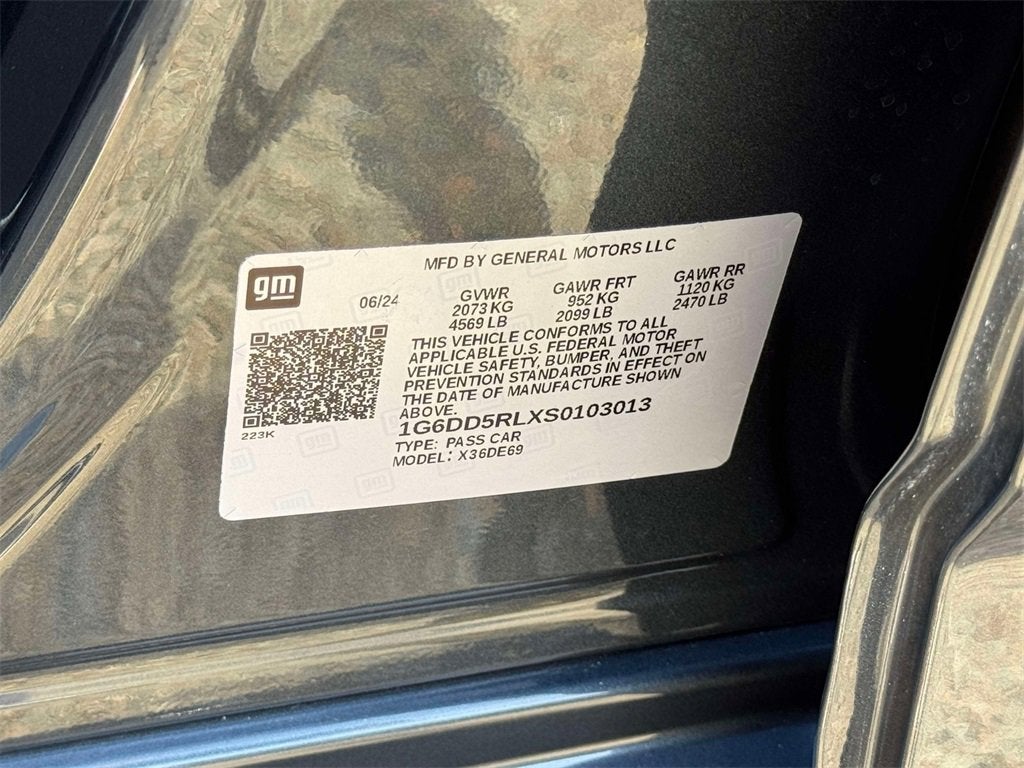 MFD BY GENERAL MOTORS LLC
gm
06/24
GVWR
2073 KG
4569 LB
GAWR FRT
952 KG
2099 LB
GAWR RR
1120 KG
2470 LB
THIS VEHICLE CONFORMS TO ALL
APPLICABLE U.S. FEDERAL MOTOR
VEHICLE SAFETY, BUMPER, AND THEFT
PREVENTION STANDARDS IN EFFECT ON
THE DATE OF MANUFACTURE SHOWN
ABOVE.
1G6DD5RLXS0103013
223K
TYPE: PASS CAR
MODEL: X36DE69